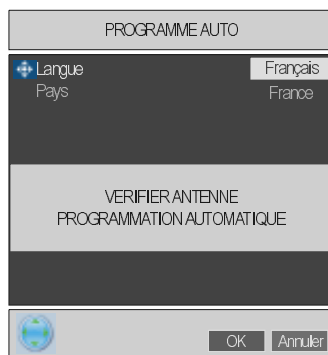 PROGRAMME AUTO
Langue Français
Pays France
VERIFIER ANTENNE
PROGRAMMATION AUTOMATIQUE
OK Annuler